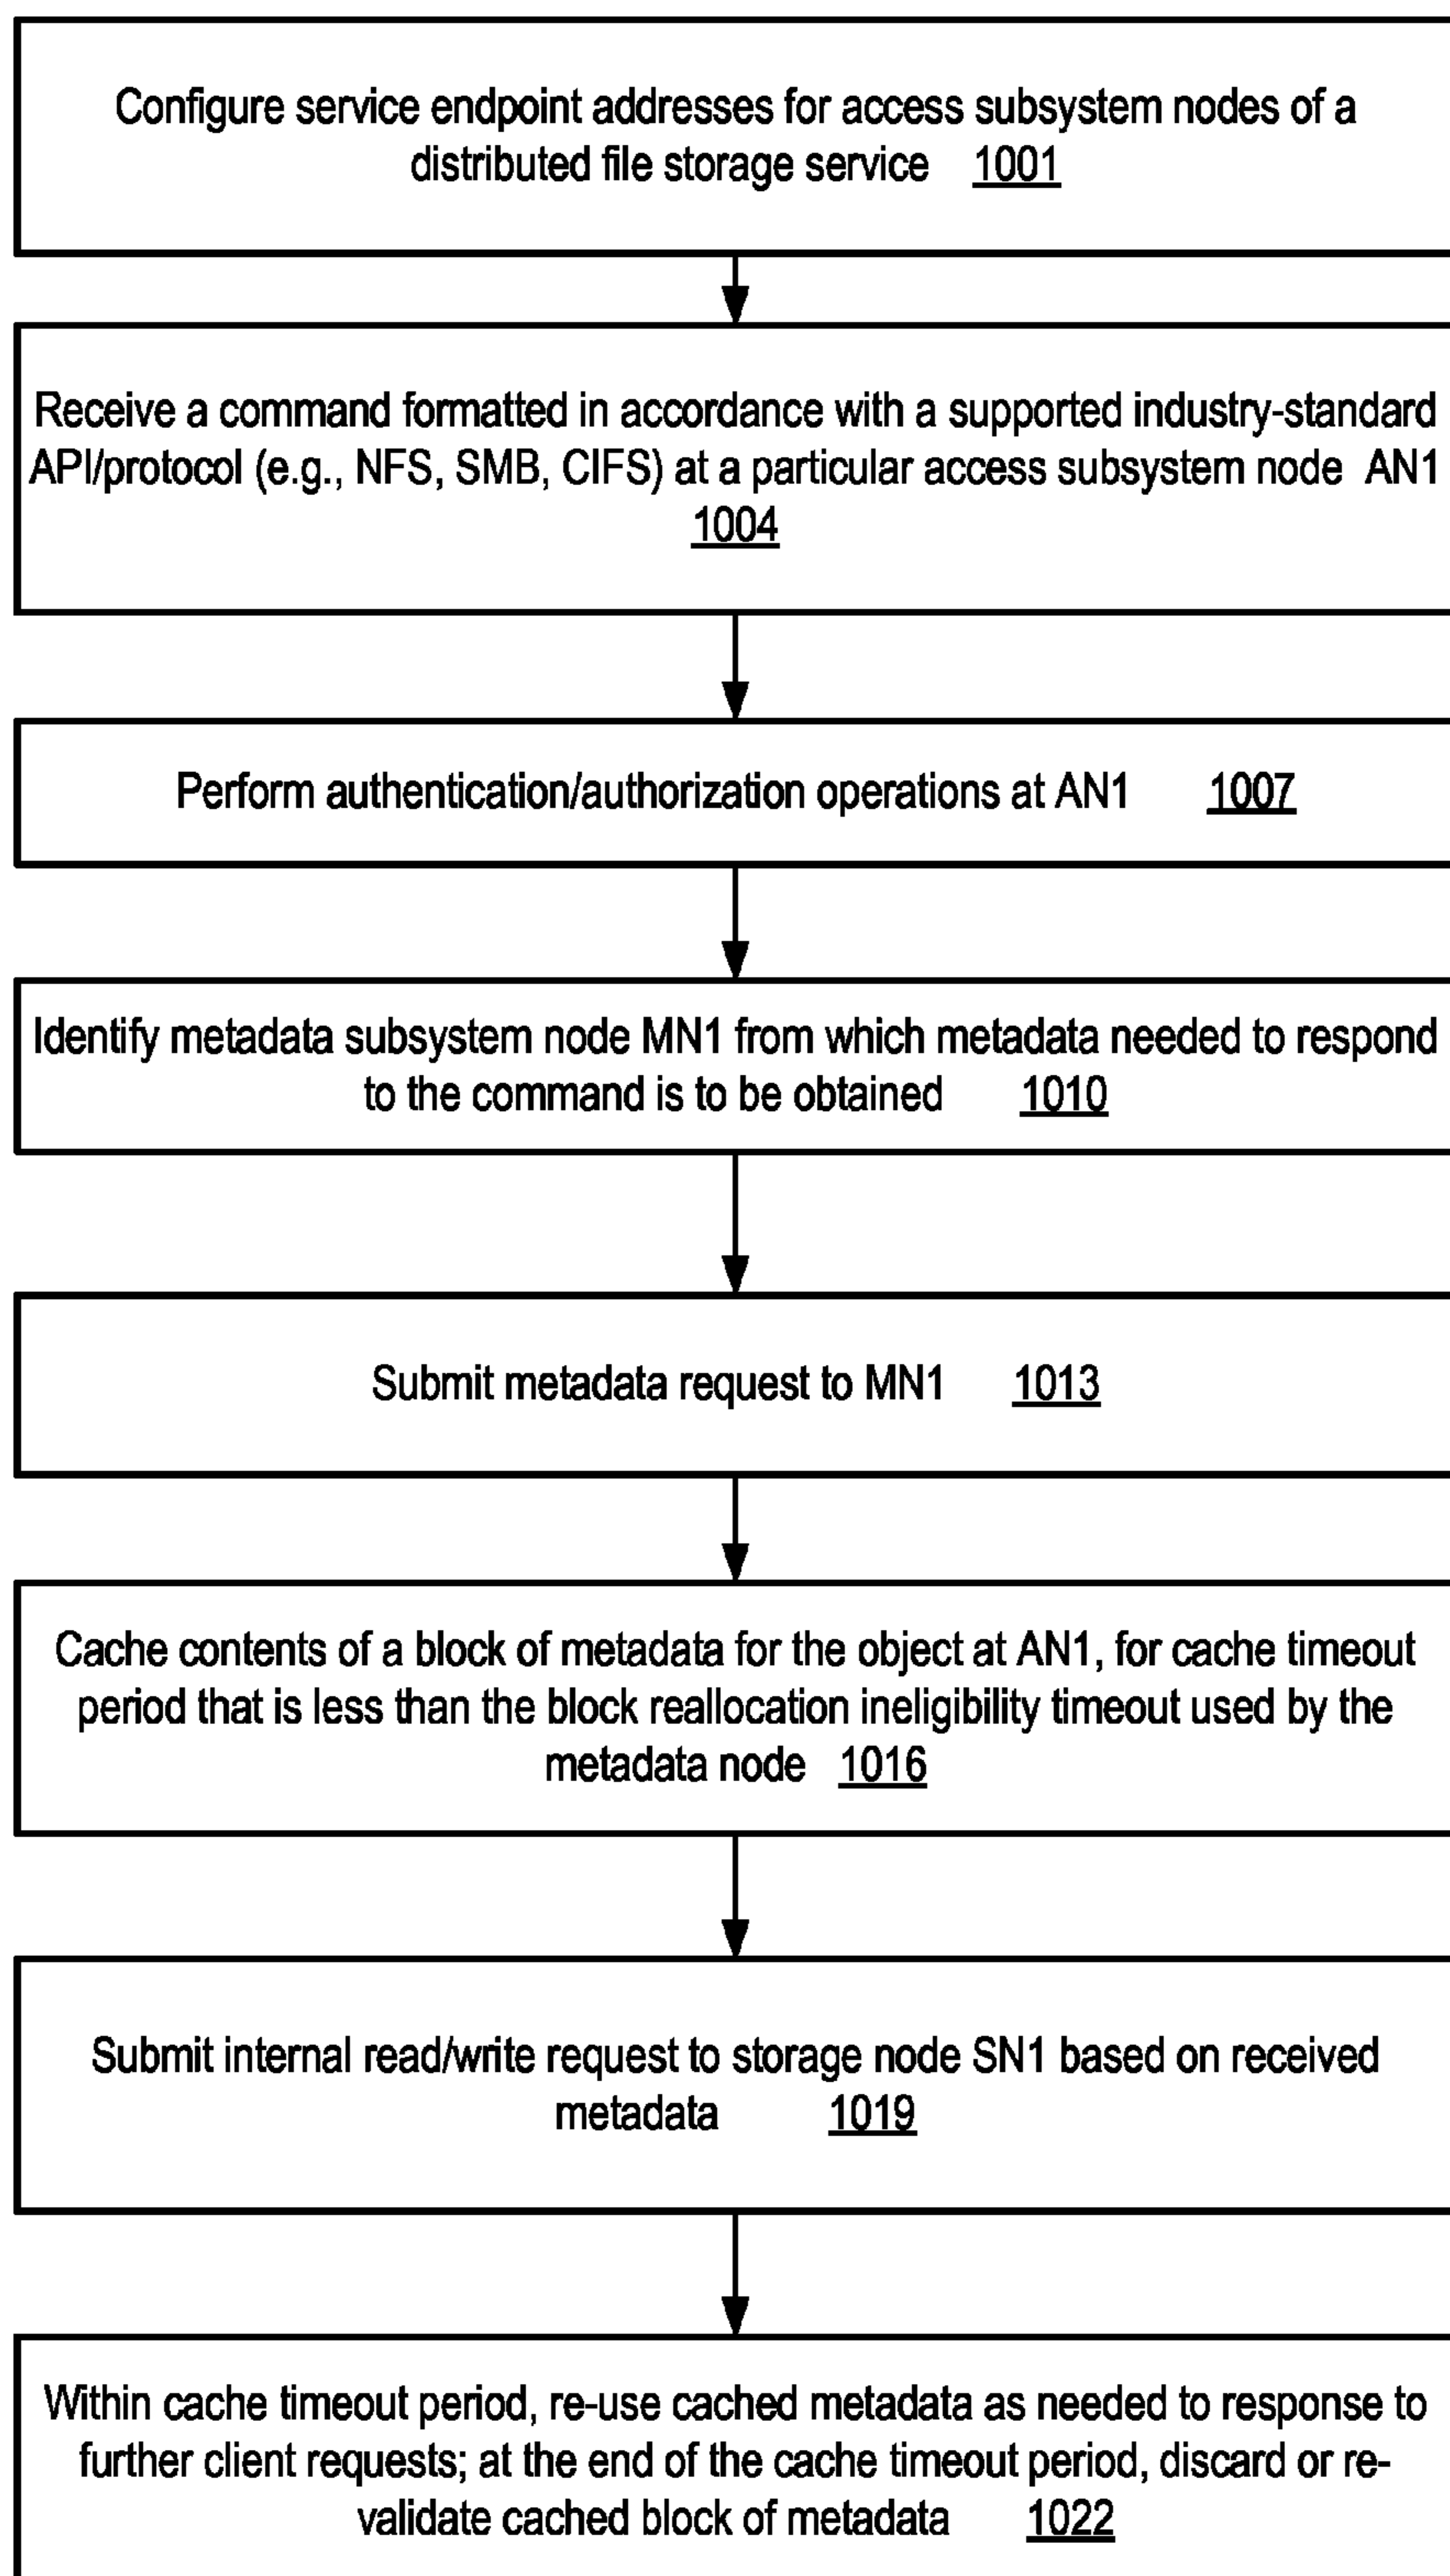 Configure service endpoint addresses for access subsystem nodes of a
distributed file storage service 1001
Receive a command formatted in accordance with a supported industry-standard
API/protocol (e.g., NFS, SMB, CIFS) at a particular access subsystem node AN1
1004
Perform authentication/authorization operations at AN1 1007
Identify metadata subsystem node MN1 from which metadata needed to respond
to the command is to be obtained 1010
Submit metadata request to MN1 1013
Cache contents of a block of metadata for the object at AN1, for cache timeout
period that is less than the block reallocation ineligibility timeout used by the
metadata node 1016
Submit internal read/write request to storage node SN1 based on received
metadata 1019
Within cache timeout period, re-use cached metadata as needed to response to
further client requests; at the end of the cache timeout period, discard or re-
validate cached block of metadata 1022